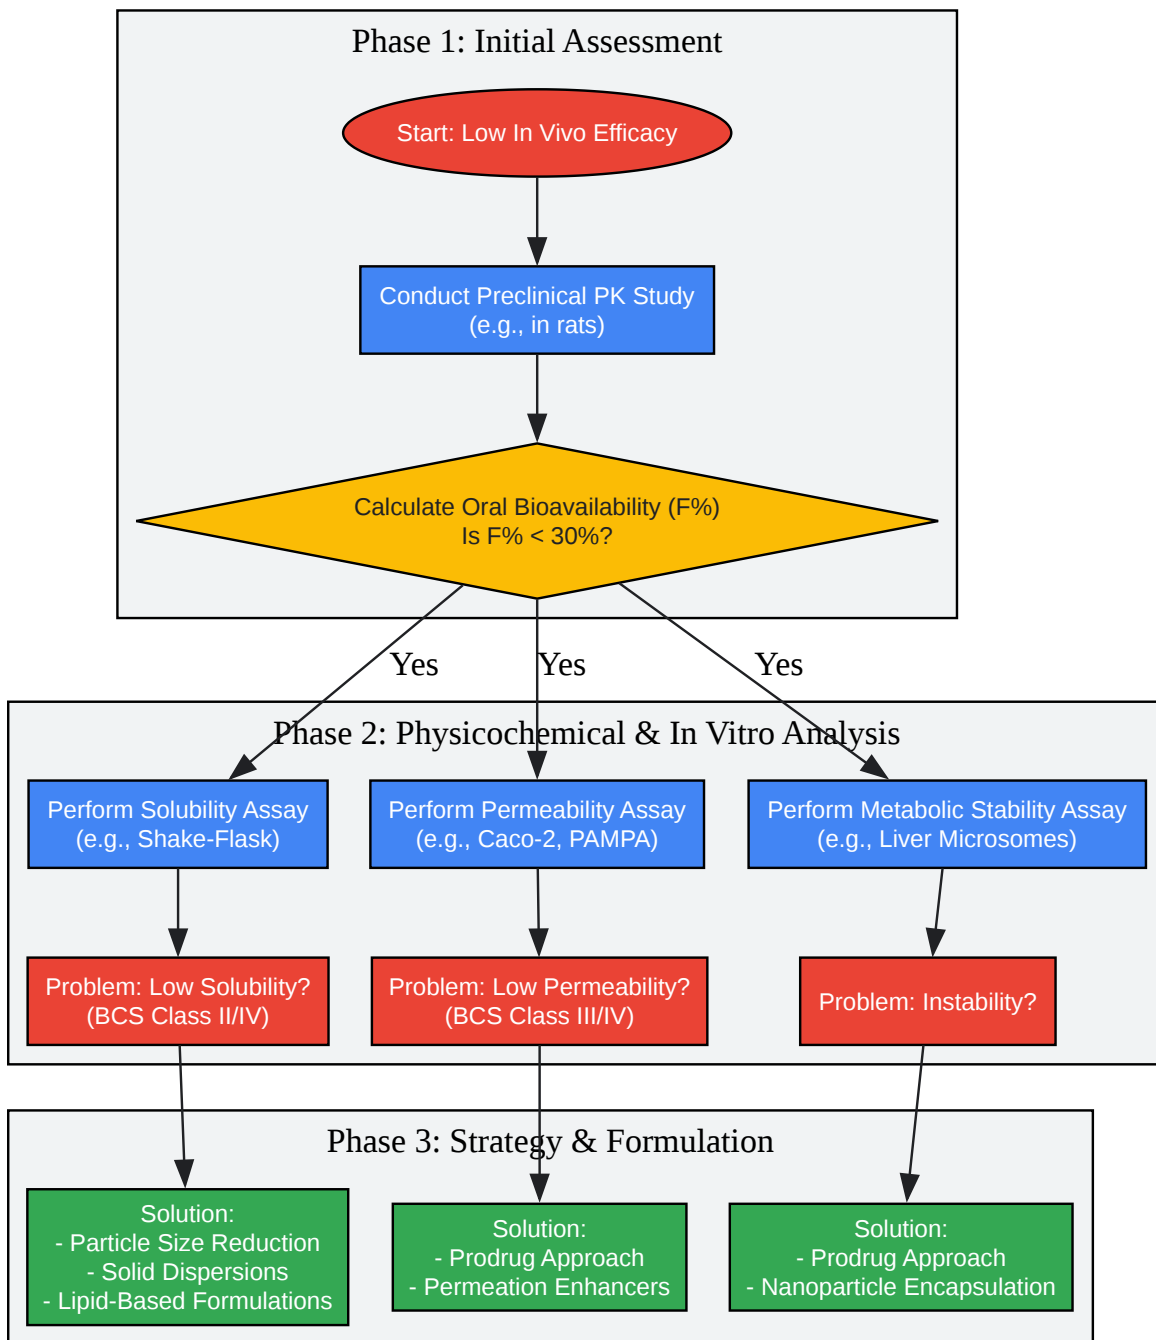 Phase 1: Initial Assessment
Start: Low In Vivo Efficacy
Conduct Preclinical PK Study
(e.g., in rats)
Calculate Oral Bioavailability (F%)
Is F% < 30%?
Yes
Yes
Yes
Phase 2: Physicochemical & In Vitro Analysis
Perform Solubility Assay
(e.g., Shake-Flask)
Perform Permeability Assay
(e.g., Caco-2, PAMPA)
Perform Metabolic Stability Assay
(e.g., Liver Microsomes)
Problem: Low Solubility?
(BCS Class II/IV)
Problem: Low Permeability?
(BCS Class III/IV)
Problem: Instability?
Phase 3: Strategy & Formulation
Solution:
- Particle Size Reduction
- Solid Dispersions
- Lipid-Based Formulations
Solution:
- Prodrug Approach
- Permeation Enhancers
Solution:
- Prodrug Approach
- Nanoparticle Encapsulation